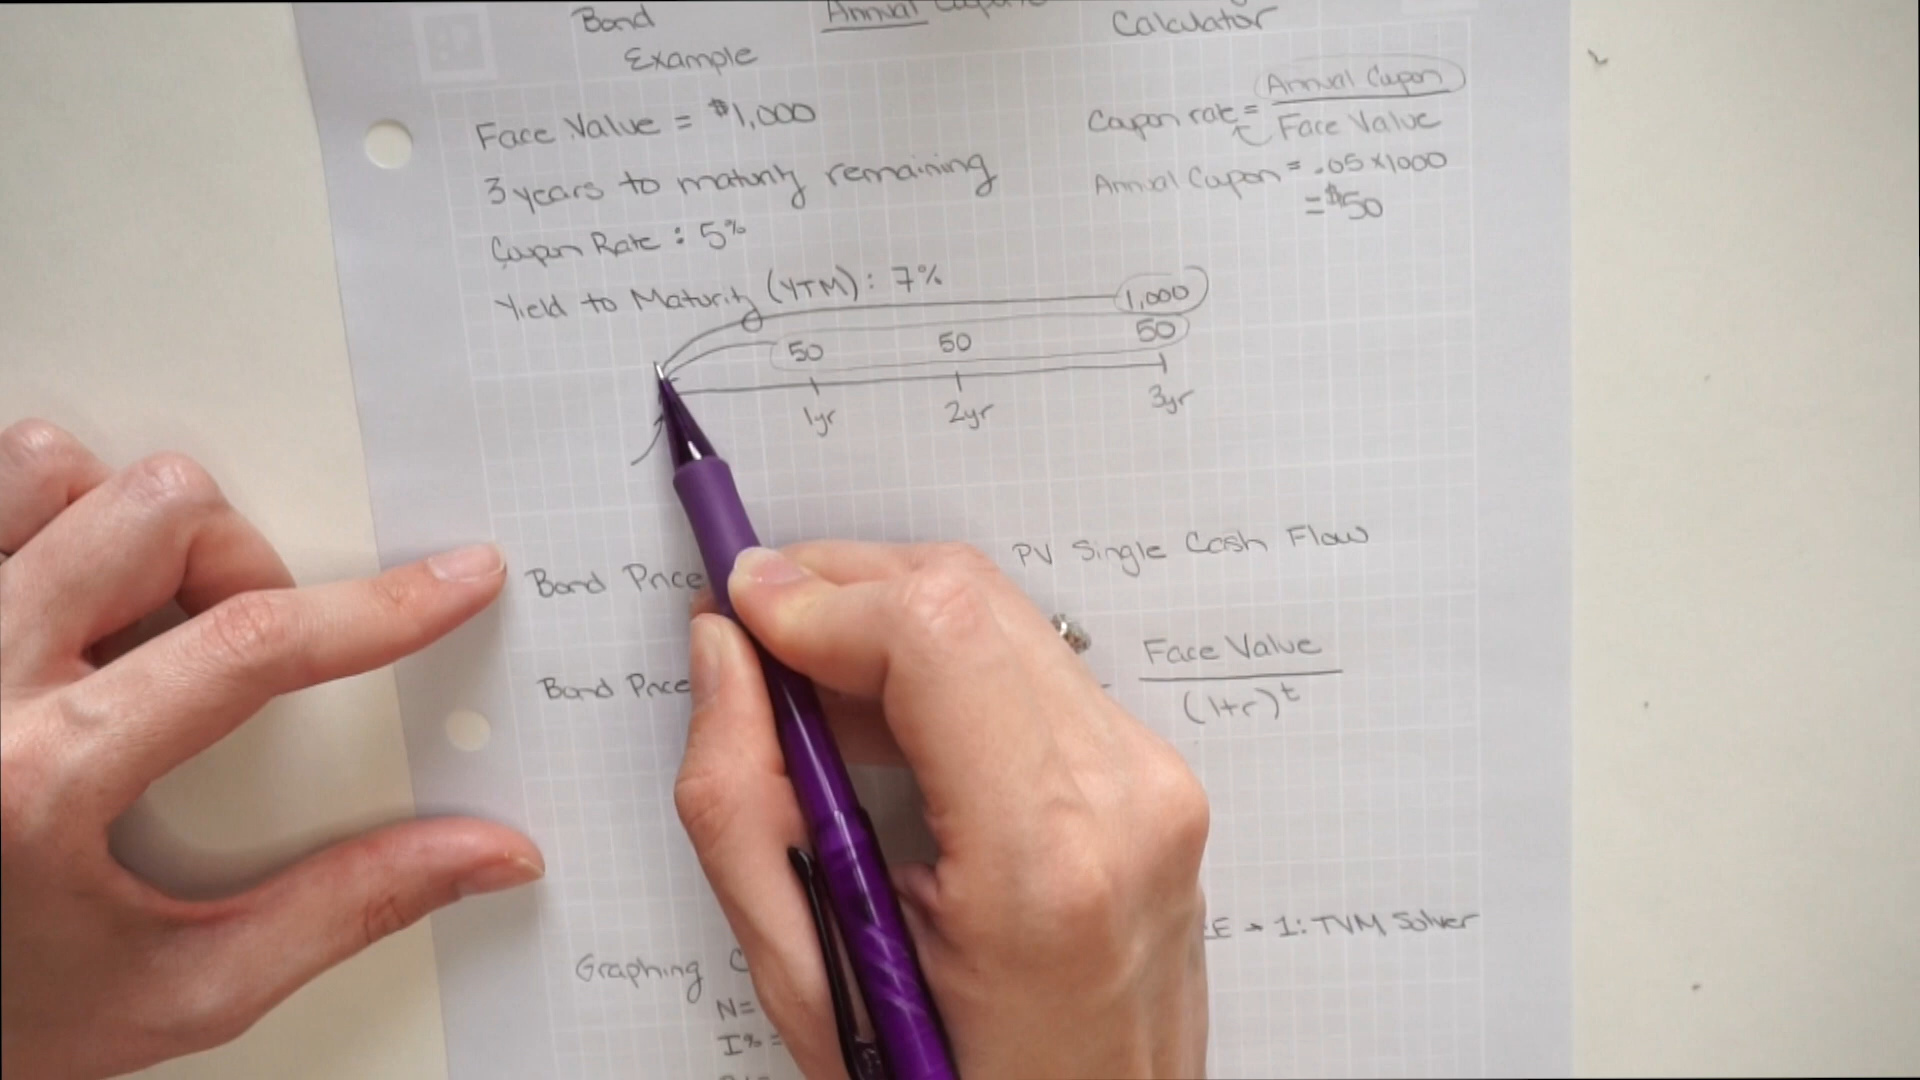 Bond Annual Calculator
Example
Face Value = $1,000
3 years to maturity remaining
Coupon Rate: 5%
Yield to Maturity (YTM): 7%
Coupon rate = Annual Coupon
Face Value
Annual Coupon = .05 x 1000
= $50
1,000
50 50 50
1yr 2yr 3yr
Bond Price PV Single Cash Flow
Bond Price Face Value
(1+r)^t
1: TVM Solver
Graphing
N=
I% =